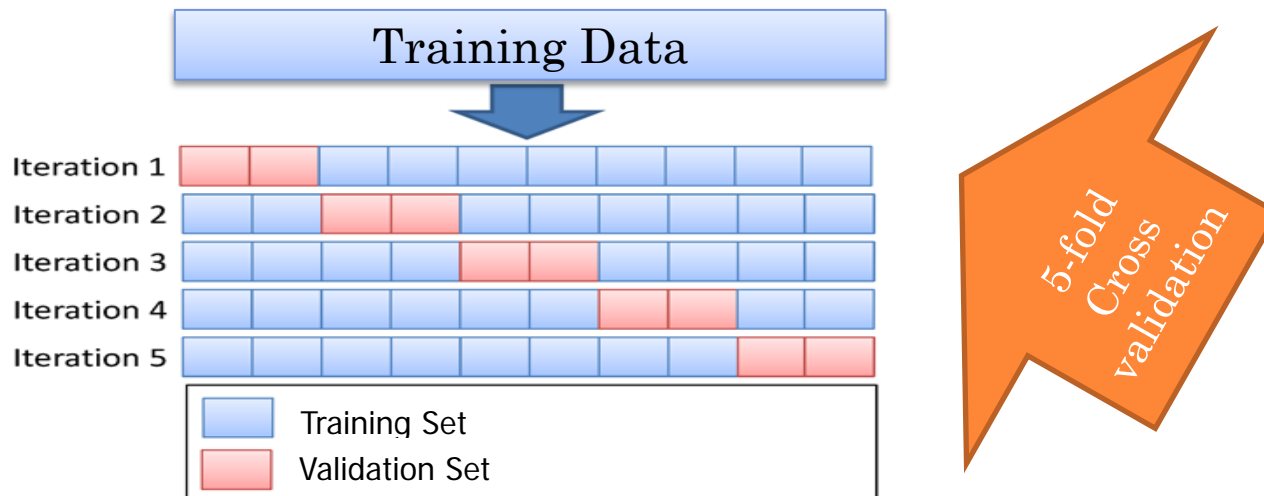 Training Data
Iteration 1
Iteration 2
Iteration 3
Iteration 4
Iteration 5
Training Set
Validation Set
5-fold
Cross
validation